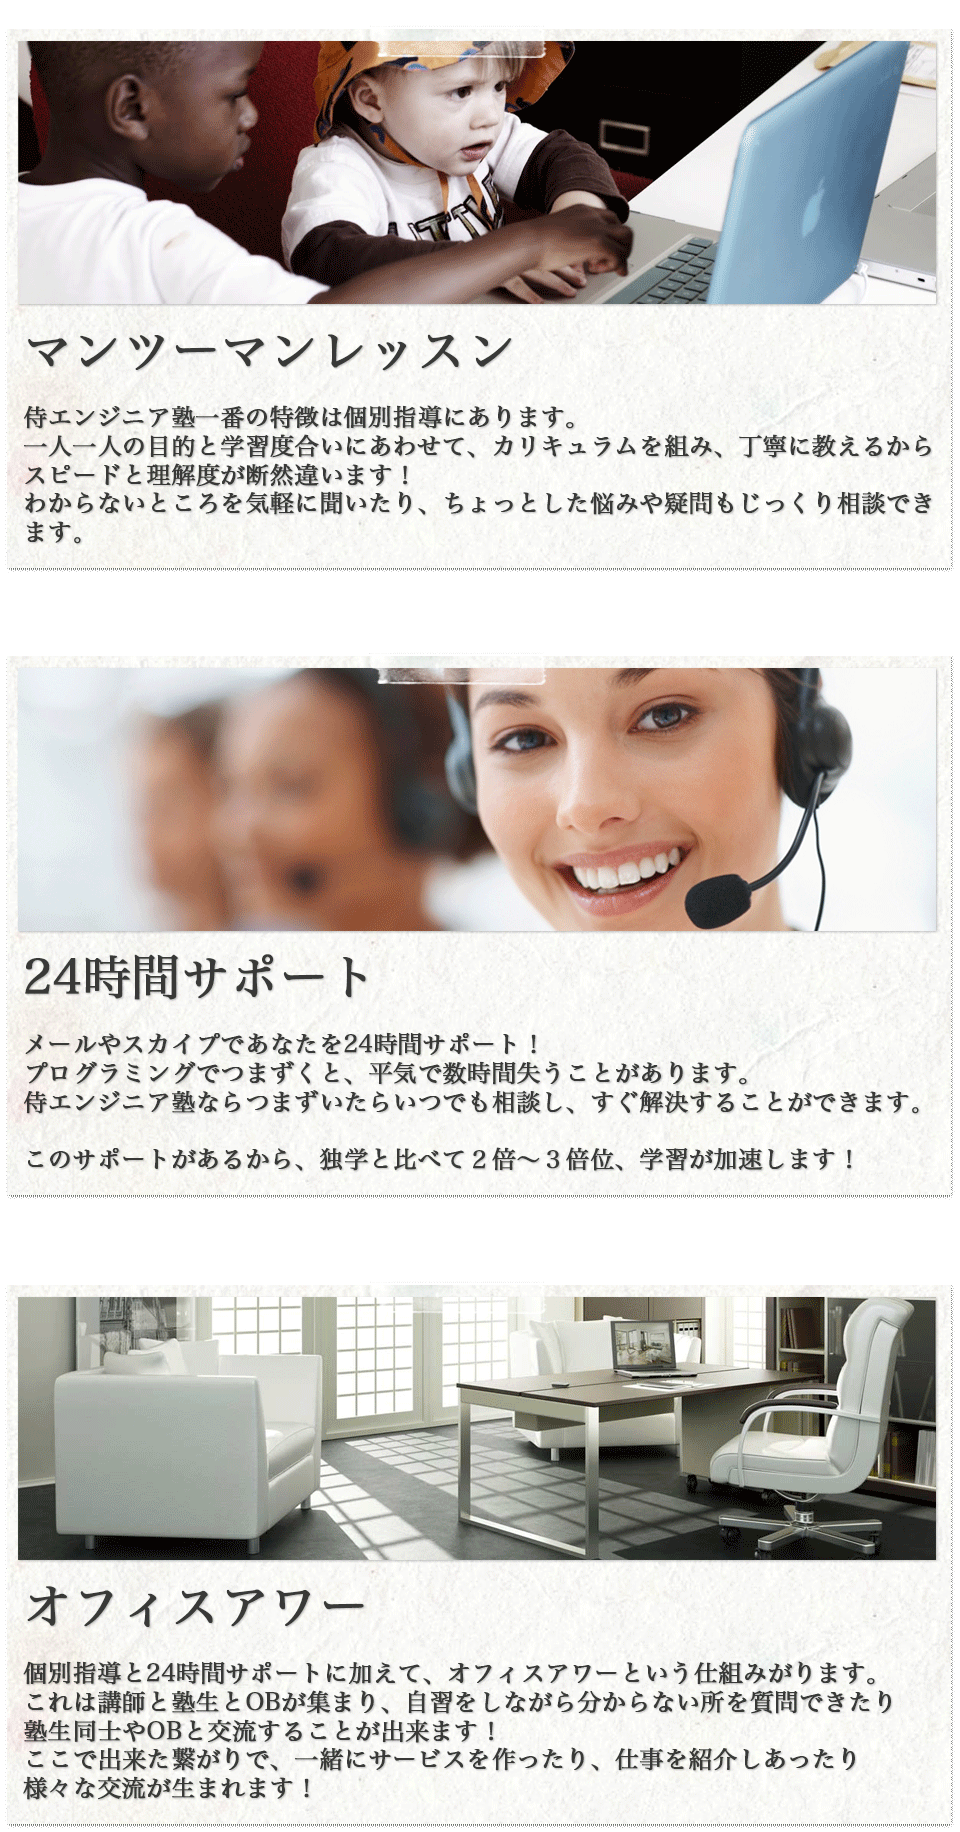 マンツーマンレッスン
侍エンジニア塾一番の特徴は個別指導にあります。
一人一人の目的と学習度合いにあわせて、カリキュラムを組み、丁寧に教えるから
スピードと理解度が断然違います！
わからないところを気軽に聞いたり、ちょっとした悩みや疑問もじっくり相談でき
ます。
24時間サポート
メールやスカイプであなたを24時間サポート！
プログラミングでつまずくと、平気で数時間失うことがあります。
侍エンジニア塾ならつまずいたらいつでも相談し、すぐ解決することができます。
このサポートがあるから、独学と比べて２倍〜３倍位、学習が加速します！
オフィスアワー
個別指導と24時間サポートに加えて、オフィスアワーという仕組みがります。
これは講師と塾生とOBが集まり、自習をしながら分からない所を質問できたり
塾生同士やOBと交流することが出来ます！
ここで出来た繋がりで、一緒にサービスを作ったり、仕事を紹介しあったり
様々な交流が生まれます！